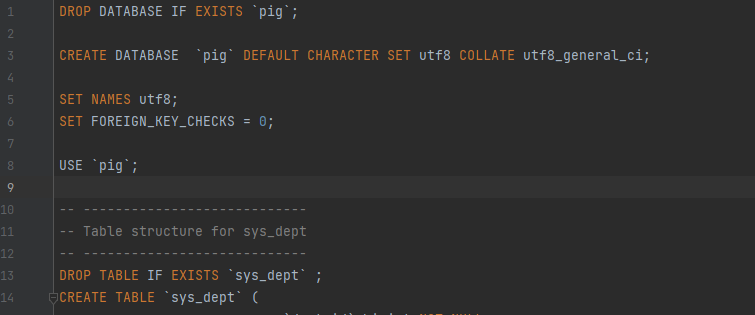 1 DROP DATABASE IF EXISTS `pig`;
2
3 CREATE DATABASE  `pig` DEFAULT CHARACTER SET utf8 COLLATE utf8_general_ci;
4
5 SET NAMES utf8;
6 SET FOREIGN_KEY_CHECKS = 0;
7
8 USE `pig`;
9
10 -- ----------------------------
11 -- Table structure for sys_dept
12 -- ----------------------------
13 DROP TABLE IF EXISTS `sys_dept` ;
14 CREATE TABLE `sys_dept` (